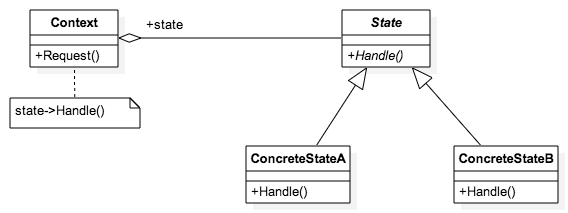 Context
+state
State
+Request()
+Handle()
state->Handle()
ConcreteStateA
ConcreteStateB
+Handle()
+Handle()